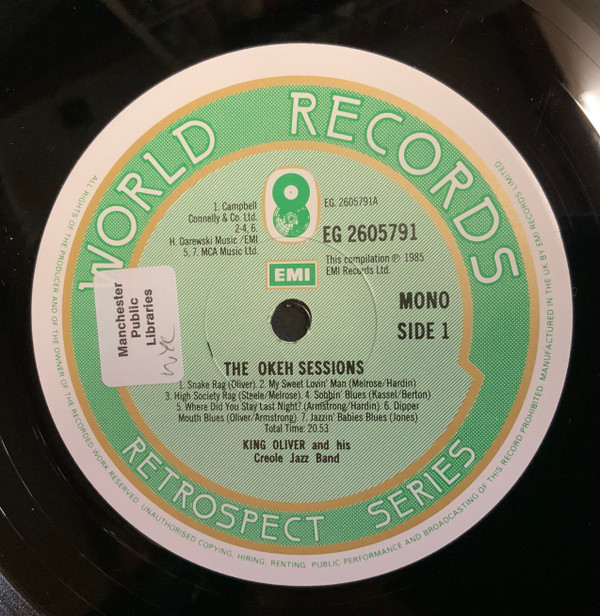 WORLD RECORDS
1. Campbell
Connelly & Co. Ltd.
2-4, 6.
H. Darewski Music /EMI
5, 7. MCA Music Ltd.
EG. 2605791A
EG 2605791
This compilation ℗ 1985
EMI Records Ltd.
EMI
MONO
SIDE 1
Manchester
Public
Libraries
THE OKEH SESSIONS
1. Snake Rag (Oliver). 2. My Sweet Lovin' Man (Melrose/Hardin)
3. High Society Rag (Steele/Melrose). 4. Sobbin' Blues (Kassel/Berton)
5. Where Did You Stay Last Night? (Armstrong/Hardin). 6. Dipper
Mouth Blues (Oliver/Armstrong). 7. Jazzin' Babies Blues (Jones)
Total Time: 20.53
KING OLIVER and his
Creole Jazz Band
RETROSPECT SERIES
ALL RIGHTS OF THE PRODUCER AND OF THE OWNER OF THE RECORDED WORK RESERVED. UNAUTHORISED COPYING, HIRING, RENTING, PUBLIC PERFORMANCE AND BROADCASTING OF THIS RECORD PROHIBITED. MANUFACTURED IN THE UK BY EMI RECORDS LIMITED